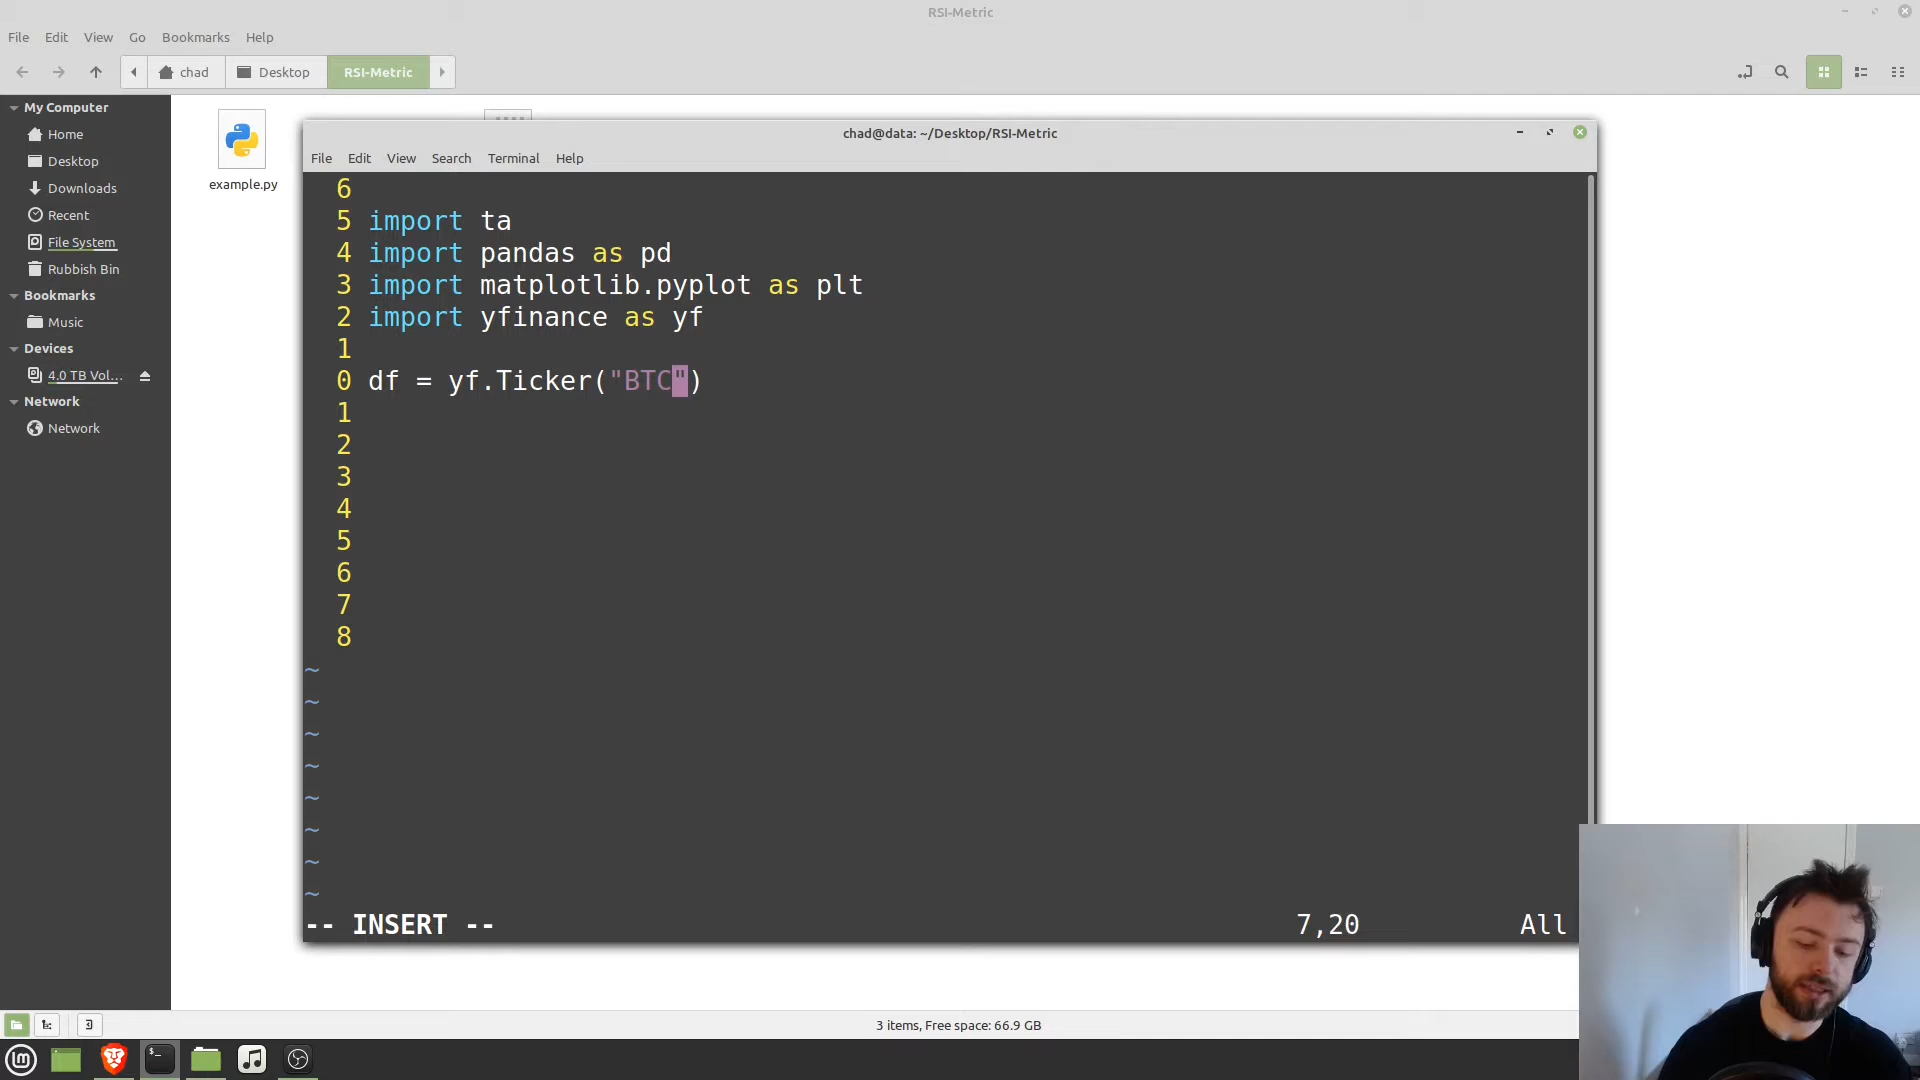 RSI-Metric
File Edit View Go Bookmarks Help
chad Desktop RSI-Metric
My Computer
Home
Desktop
Downloads
Recent
File System
Rubbish Bin
Bookmarks
Music
Devices
4.0 TB Vol...
Network
Network
example.py
chad@data: ~/Desktop/RSI-Metric
File Edit View Search Terminal Help
6
5 import ta
4 import pandas as pd
3 import matplotlib.pyplot as plt
2 import yfinance as yf
1
0 df = yf.Ticker("BTC")
1
2
3
4
5
6
7
8
~
~
~
~
~
~
~
~
-- INSERT -- 7,20 All
3 items, Free space: 66.9 GB